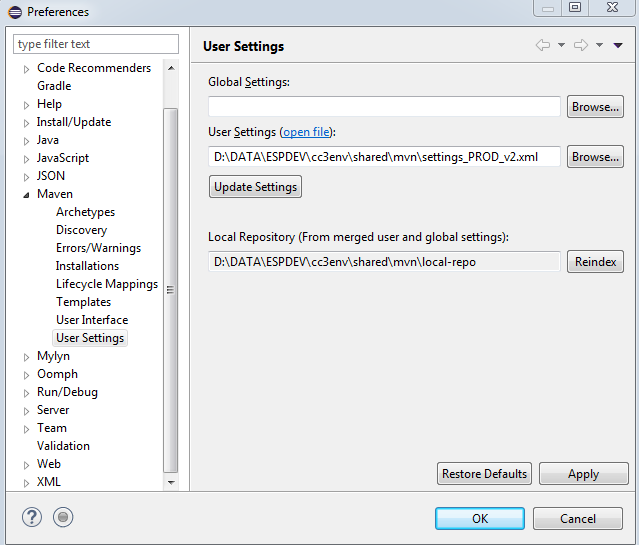 Preferences
type filter text
Code Recommenders
Gradle
Help
Install/Update
Java
JavaScript
JSON
Maven
Archetypes
Discovery
Errors/Warnings
Installations
Lifecycle Mappings
Templates
User Interface
User Settings
Mylyn
Oomph
Run/Debug
Server
Team
Validation
Web
XML
User Settings
Global Settings:
Browse...
User Settings (open file):
D:\DATA\ESPDEV\cc3env\shared\mvn\settings_PROD_v2.xml
Browse...
Update Settings
Local Repository (From merged user and global settings):
D:\DATA\ESPDEV\cc3env\shared\mvn\local-repo
Reindex
Restore Defaults
Apply
?
OK
Cancel